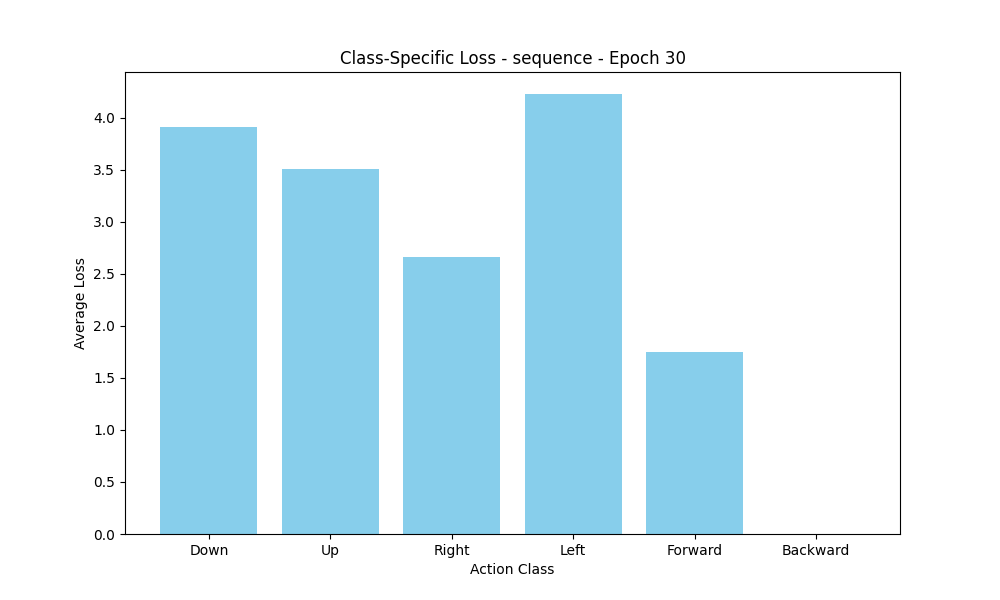 Class-Specific Loss - sequence - Epoch 30
4.0
3.5
3.0
2.5
2.0
1.5
1.0
0.5
0.0
Average Loss
Down Up Right Left Forward Backward
Action Class